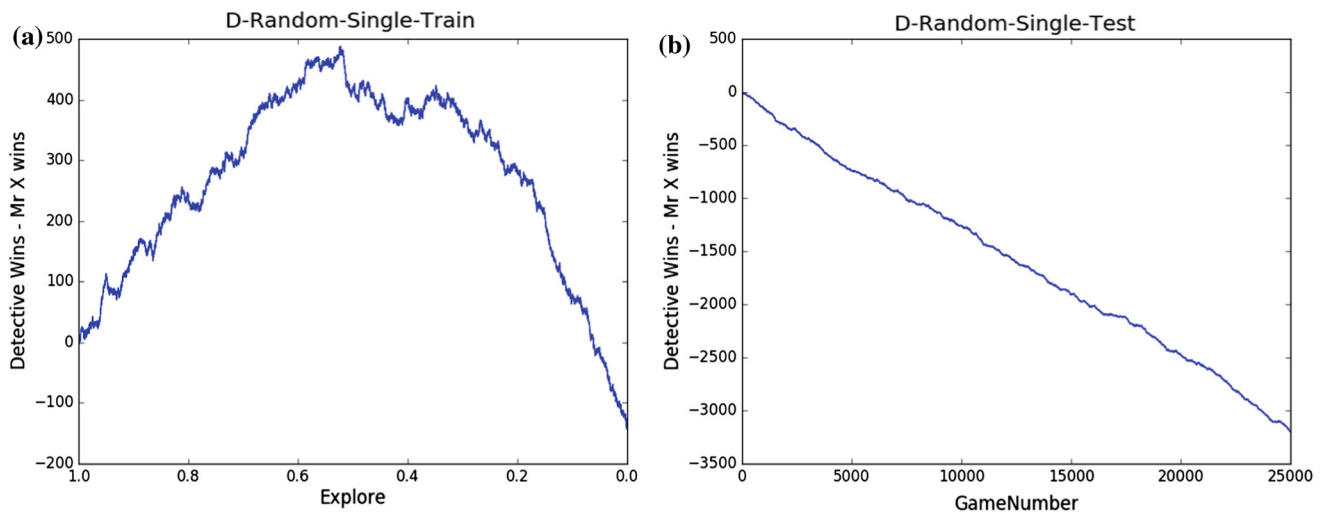 (a)
D-Random-Single-Train
500
400
300
200
100
0
−100
−200
Detective Wins - Mr X wins
1.0 0.8 0.6 0.4 0.2 0.0
Explore
(b)
D-Random-Single-Test
500
0
−500
−1000
−1500
−2000
−2500
−3000
−3500
Detective Wins - Mr X wins
0 5000 10000 15000 20000 25000
GameNumber